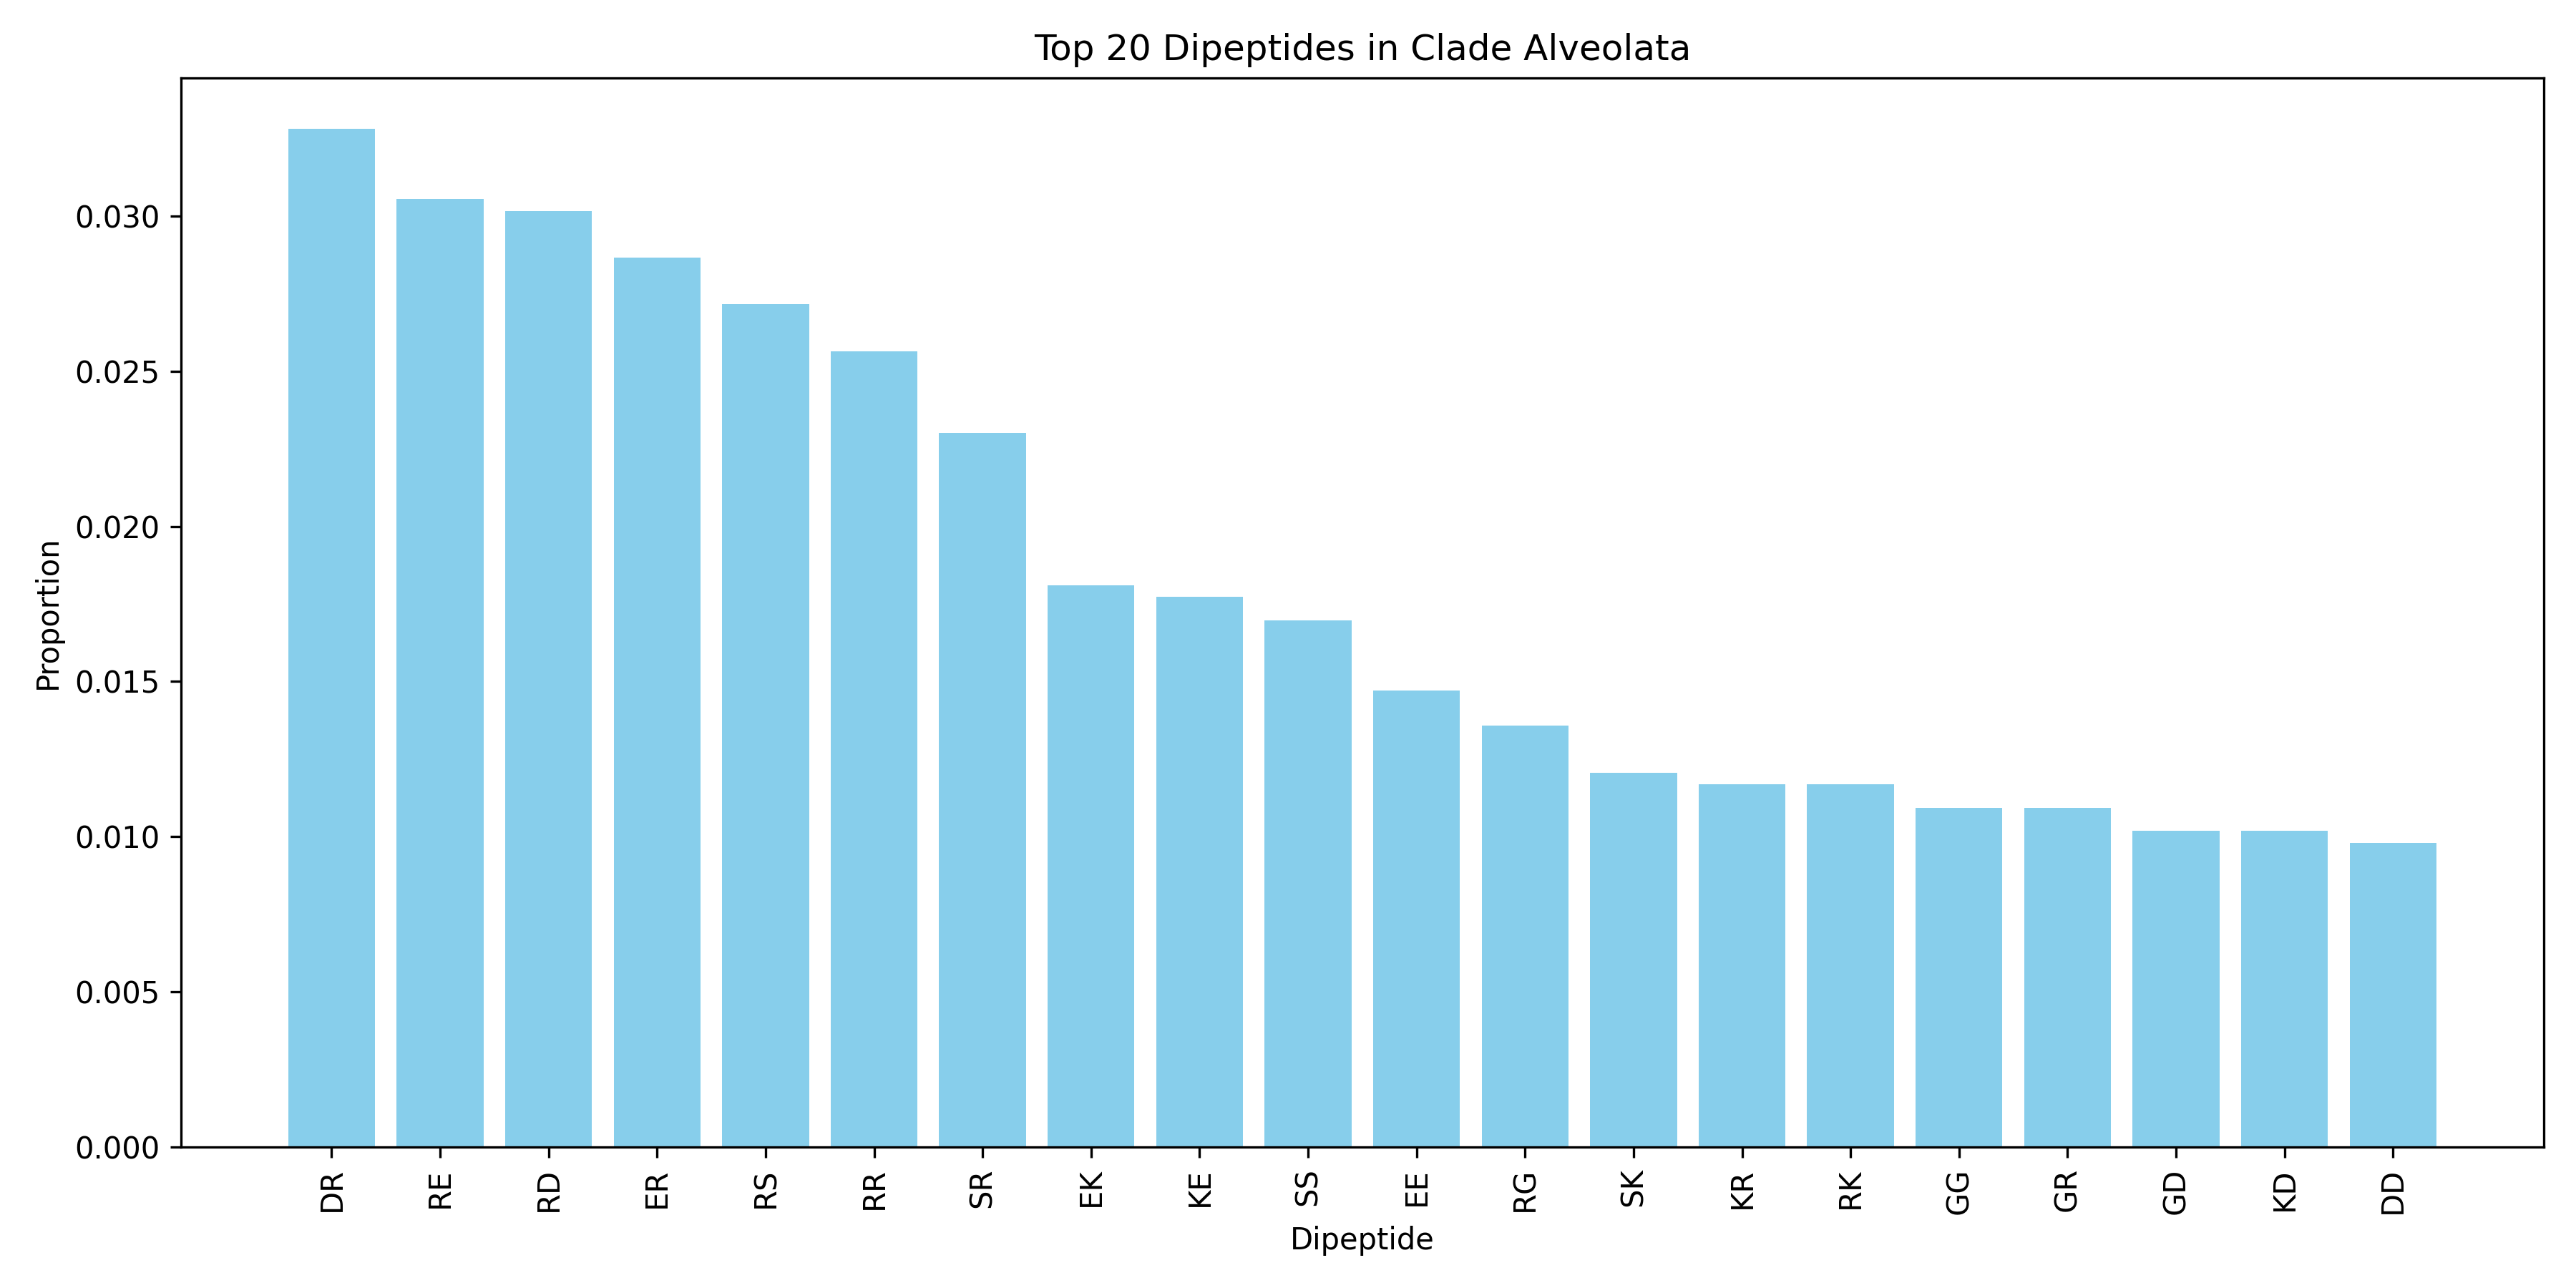 Top 20 Dipeptides in Clade Alveolata
Proportion
0.030
0.025
0.020
0.015
0.010
0.005
0.000
DR RE RD ER RS RR SR EK KE SS EE RG SK KR RK GG GR GD KD DD
Dipeptide